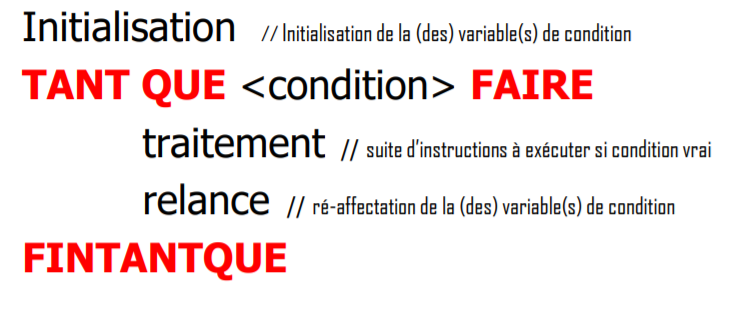 Initialisation // Initialisation de la (des) variable(s) de condition
TANT QUE <condition> FAIRE
traitement // suite d'instructions à exécuter si condition vrai
relance // ré-affectation de la (des) variable(s) de condition
FINTANTQUE